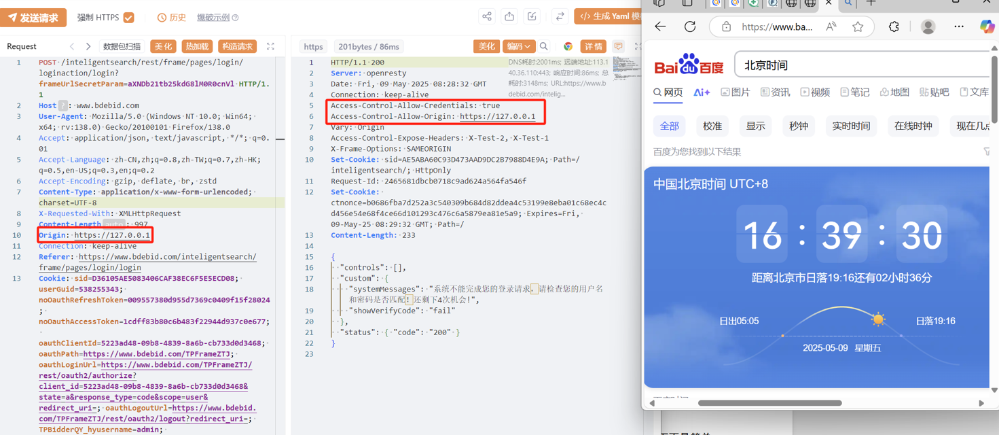 发送请求 强制 HTTPS 历史 爆破示例 </> 生成 Yaml 模
Request 数据包扫描 美化 热加载 构造请求
1 POST /inteligentsearch/rest/frame/pages/login/
loginaction/login?
frameUrlSecretParam=aXNDb21tb25kdG8lM0R0cnVl HTTP/1.
1
2 Host ? : www.bdebid.com
3 User-Agent: Mozilla/5.0 (Windows NT 10.0; Win64;
x64; rv:138.0) Gecko/20100101 Firefox/138.0
4 Accept: application/json, text/javascript, */*; q=0.
01
5 Accept-Language: zh-CN,zh;q=0.8,zh-TW;q=0.7,zh-HK;
q=0.5,en-US;q=0.3,en;q=0.2
6 Accept-Encoding: gzip, deflate, br, zstd
7 Content-Type: application/x-www-form-urlencoded;
charset=UTF-8
8 X-Requested-With: XMLHttpRequest
9 Content-Length auto : 997
10 Origin: https://127.0.0.1
11 Connection: keep-alive
12 Referer: https://www.bdebid.com/inteligentsearch/
frame/pages/login/login
13 Cookie: sid=D36105AE5083406CAF38EC6F5E5ECD08;
userGuid=538255343;
noOauthRefreshToken=009557380d955d7369c0409f15f28024
;
noOauthAccessToken=1cdff83b80c6b483f22944d937c0e677;
oauthClientId=5223ad48-09b8-4839-8a6b-cb733d0d3468;
oauthPath=https://www.bdebid.com/TPFrameZTJ;
oauthLoginUrl=https://www.bdebid.com/TPFrameZTJ/
rest/oauth2/authorize?
client_id=5223ad48-09b8-4839-8a6b-cb733d0d3468&
state=a&response_type=code&scope=user&
redirect_uri=; oauthLogoutUrl=https://www.bdebid.
com/TPFrameZTJ/rest/oauth2/logout?redirect_uri=;
TPBidderQY_hyusername=admin;
https 201bytes / 86ms 美化 编码 详情
1 HTTP/1.1 200
2 Server: openresty
3 Date: Fri, 09 May 2025 08:28:32 GMT
4 Connection: keep-alive
5 Access-Control-Allow-Credentials: true
6 Access-Control-Allow-Origin: https://127.0.0.1
7 Vary: Origin
8 Access-Control-Expose-Headers: X-Test-2, X-Test-1
9 X-Frame-Options: SAMEORIGIN
10 Set-Cookie: sid=AE5ABA60C93D473AAD9DC2B7988D4E9A; Path=/
inteligentsearch/; HttpOnly
11 Request-Id: 2465681dbcb0718c9ad624a564fa546f
12 Set-Cookie:
ctnonce=b0686fba7d252a3c540309b684d82ddea4c53199e8eba01c68ec4c
d456e54e68f4ce66d101293c476c6a5879ea81e5a9; Expires=Fri,
09-May-25 08:29:32 GMT; Path=/
13 Content-Length: 233
14
15 {
16 "controls": [],
17 "custom": {
18 "systemMessages": "系统不能完成您的登录请求，请检查您的用户名
和密码是否匹配！还剩下4次机会!",
19 "showVerifyCode": "fail"
20 },
21 "status": { "code": "200" }
22 }
23
DNS耗时:2001ms; 远端地址:113.1
40.36.110:443; 响应时间:86ms; 总
耗时:3148ms; URL:https://www.b
debid.com/intelig...
https://www.ba...
Bai du 百度 北京时间
网页 Ai+ 图片 资讯 视频 笔记 地图 贴吧 文库
全部 校准 显示 秒钟 实时时间 在线时钟 现在几点
百度为您找到以下结果
中国北京时间 UTC+8
16 : 39 : 30
距离北京市日落19:16还有02小时36分
日出05:05 日落19:16
2025-05-09 星期五